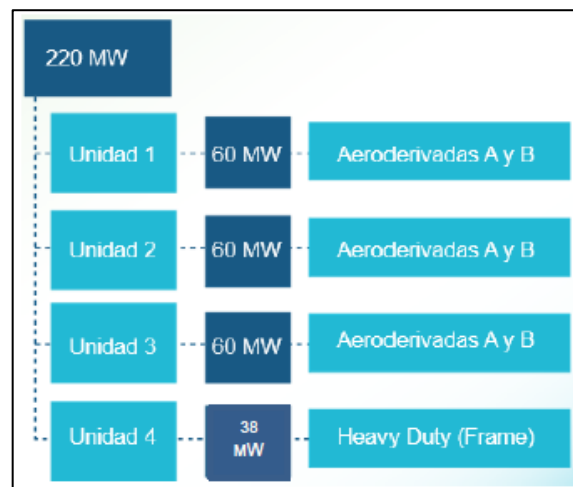 220 MW
Unidad 1
60 MW
Aeroderivadas A y B
Unidad 2
60 MW
Aeroderivadas A y B
Unidad 3
60 MW
Aeroderivadas A y B
Unidad 4
38
MW
Heavy Duty (Frame)